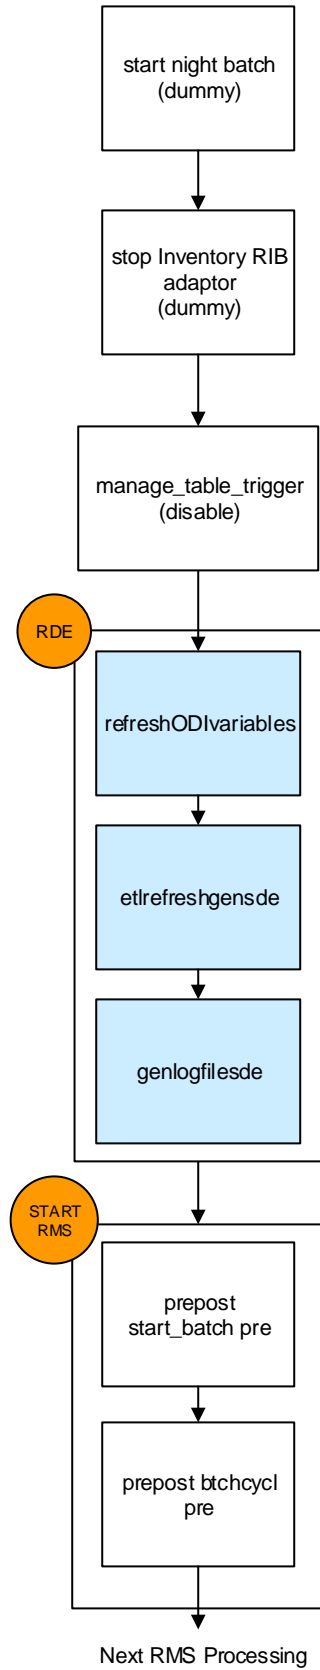 start night batch
(dummy)
stop Inventory RIB
adaptor
(dummy)
manage_table_trigger
(disable)
RDE
refreshODIvariables
etlrefreshgensde
genlogfilesde
START
RMS
prepost
start_batch pre
prepost btchcycl
pre
Next RMS Processing